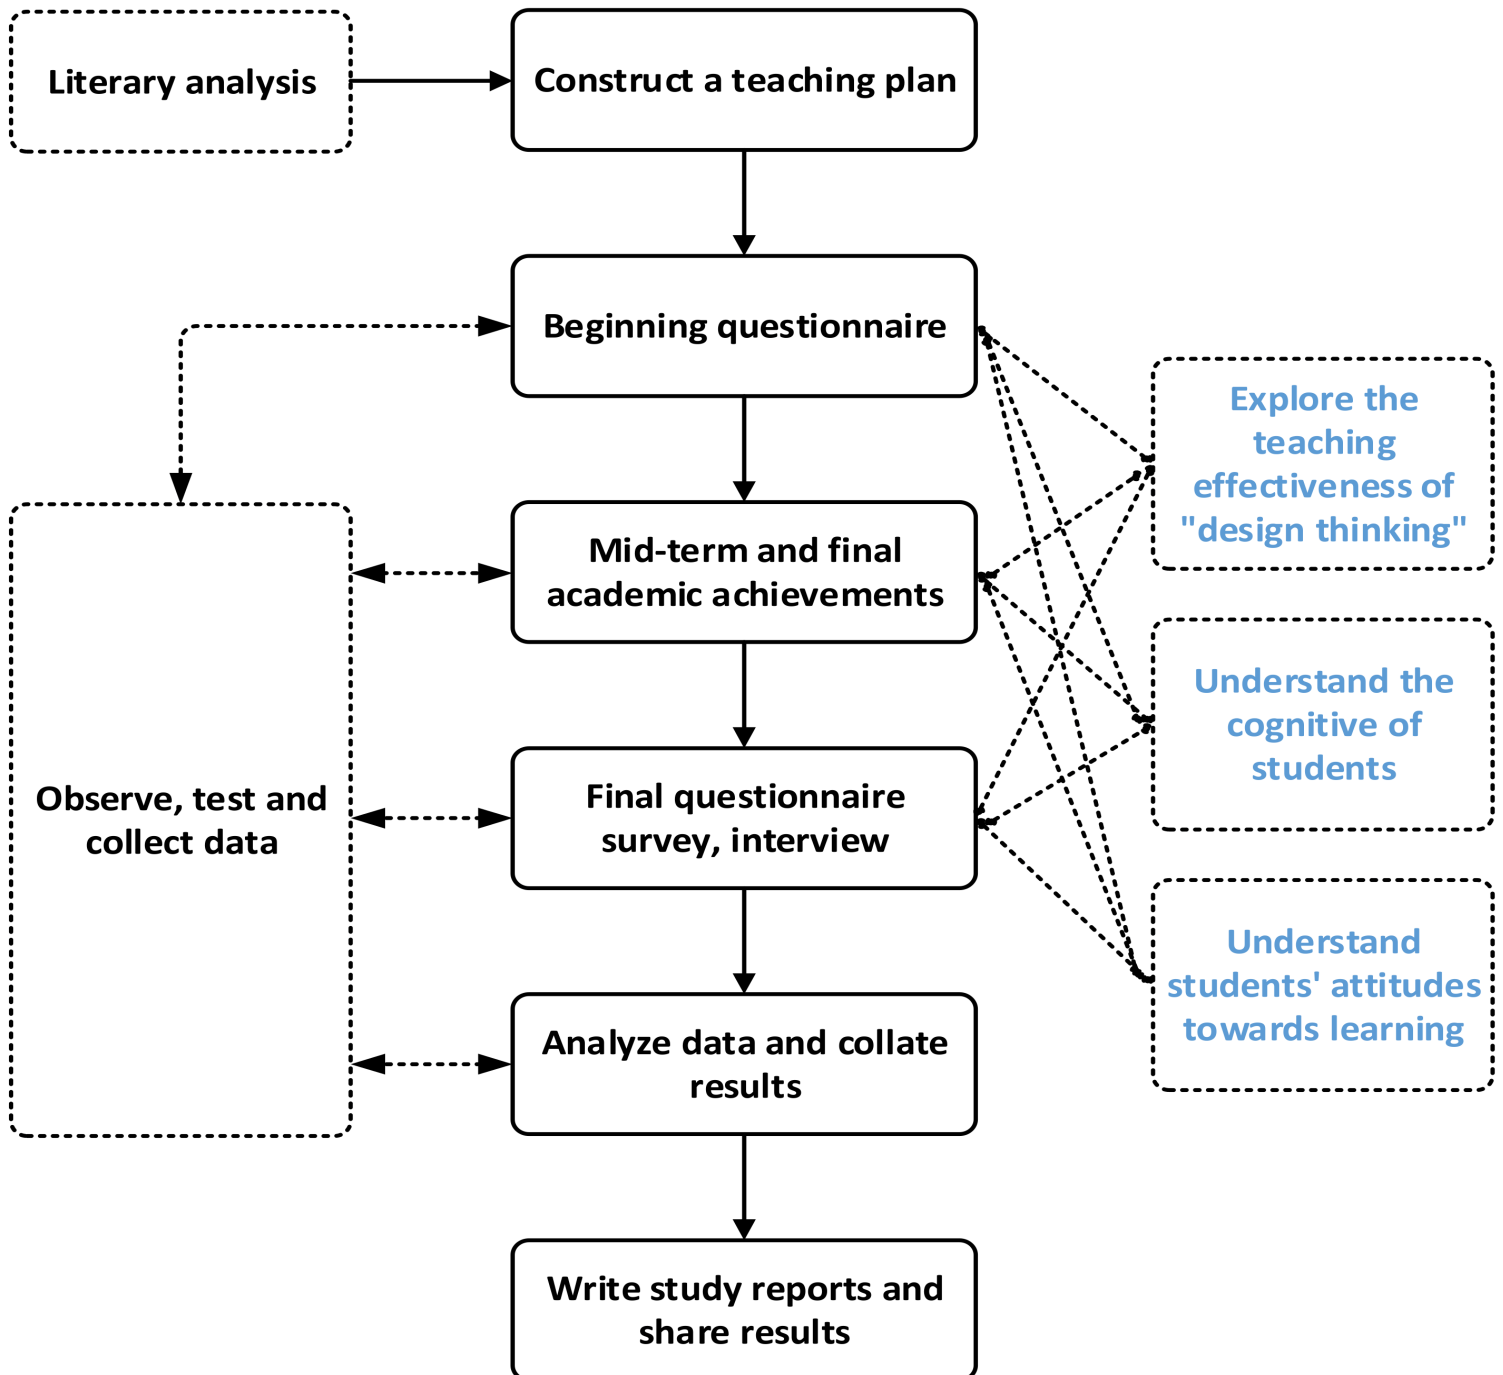 Literary analysis
Construct a teaching plan
Beginning questionnaire
Explore the
teaching
effectiveness of
"design thinking"
Mid-term and final
academic achievements
Understand the
cognitive of
students
Observe, test and
collect data
Final questionnaire
survey, interview
Understand
students' attitudes
towards learning
Analyze data and collate
results
Write study reports and
share results